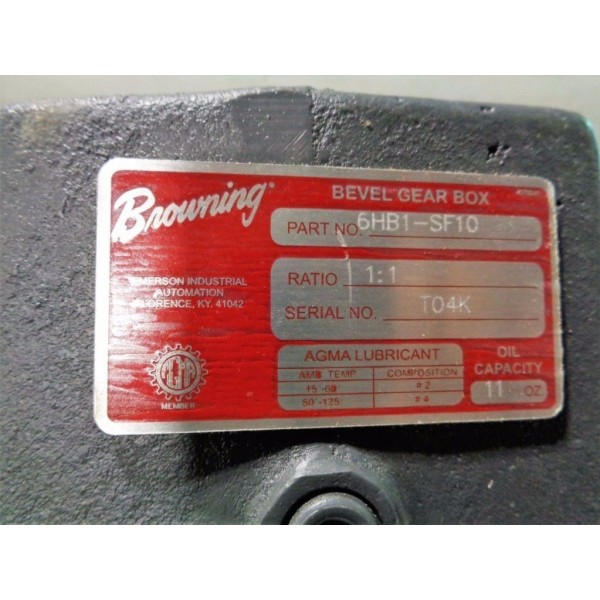 Browning®
BEVEL GEAR BOX
PART NO. 6HB1-SF10
EMERSON INDUSTRIAL
AUTOMATION
FLORENCE, KY. 41042
RATIO 1:1
SERIAL NO. T04K
AGMA LUBRICANT
AMB TEMP COMPOSITION
15°-60° #2
50°-125° #4
OIL
CAPACITY
11 OZ
MEMBER